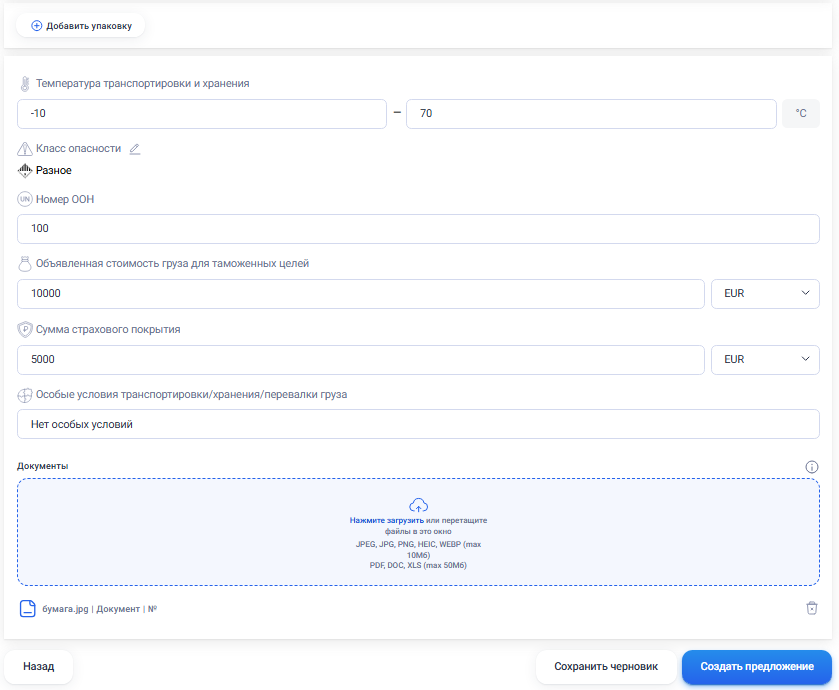 Добавить упаковку
Температура транспортировки и хранения
-10 – 70 °C
Класс опасности
Разное
UN Номер ООН
100
Объявленная стоимость груза для таможенных целей
10000 EUR
Сумма страхового покрытия
5000 EUR
Особые условия транспортировки/хранения/перевалки груза
Нет особых условий
Документы
Нажмите загрузить или перетащите
файлы в это окно
JPEG, JPG, PNG, HEIC, WEBP (max
10Мб)
PDF, DOC, XLS (max 50Мб)
бумага.jpg | Документ | №
Назад Сохранить черновик Создать предложение